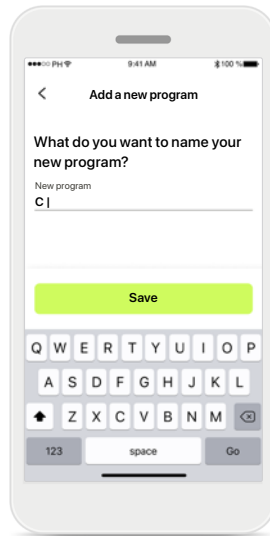 PH 9:41 AM 100 %
Add a new program
What do you want to name your
new program?
New program
C |
Save
Q W E R T Y U I O P
A S D F G H J K L
Z X C V B N M
123 space Go